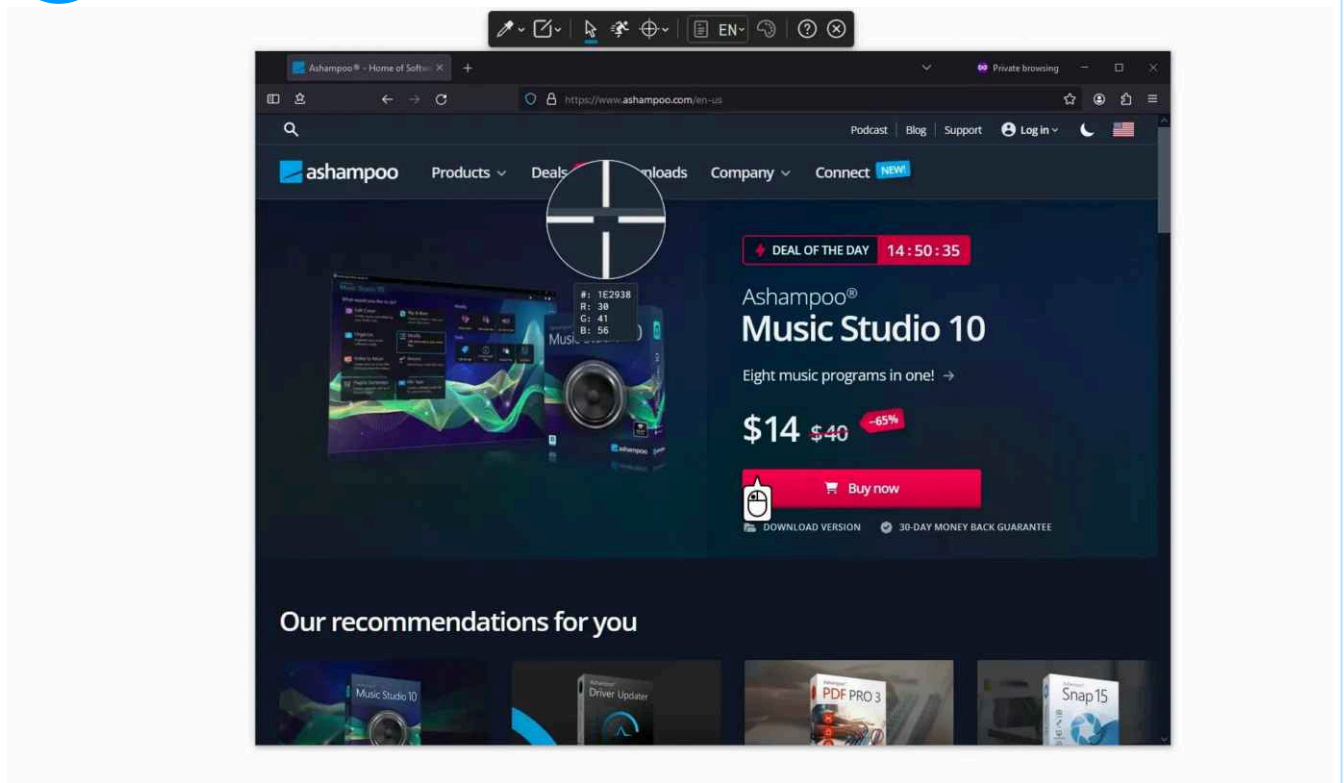 EN
Ashampoo® - Home of Softw
Private browsing
https://www.ashampoo.com/en-us
Podcast Blog Support Log in
ashampoo Products Deals nloads Company Connect NEW!
DEAL OF THE DAY 14:50:35
#: 1E2938
R: 30
G: 41
B: 56
Ashampoo®
Music Studio 10
Eight music programs in one! →
$14 $40 -65%
Buy now
DOWNLOAD VERSION 30-DAY MONEY BACK GUARANTEE
Our recommendations for you
Music Studio 10
Driver Updater
PDF PRO 3
Snap 15